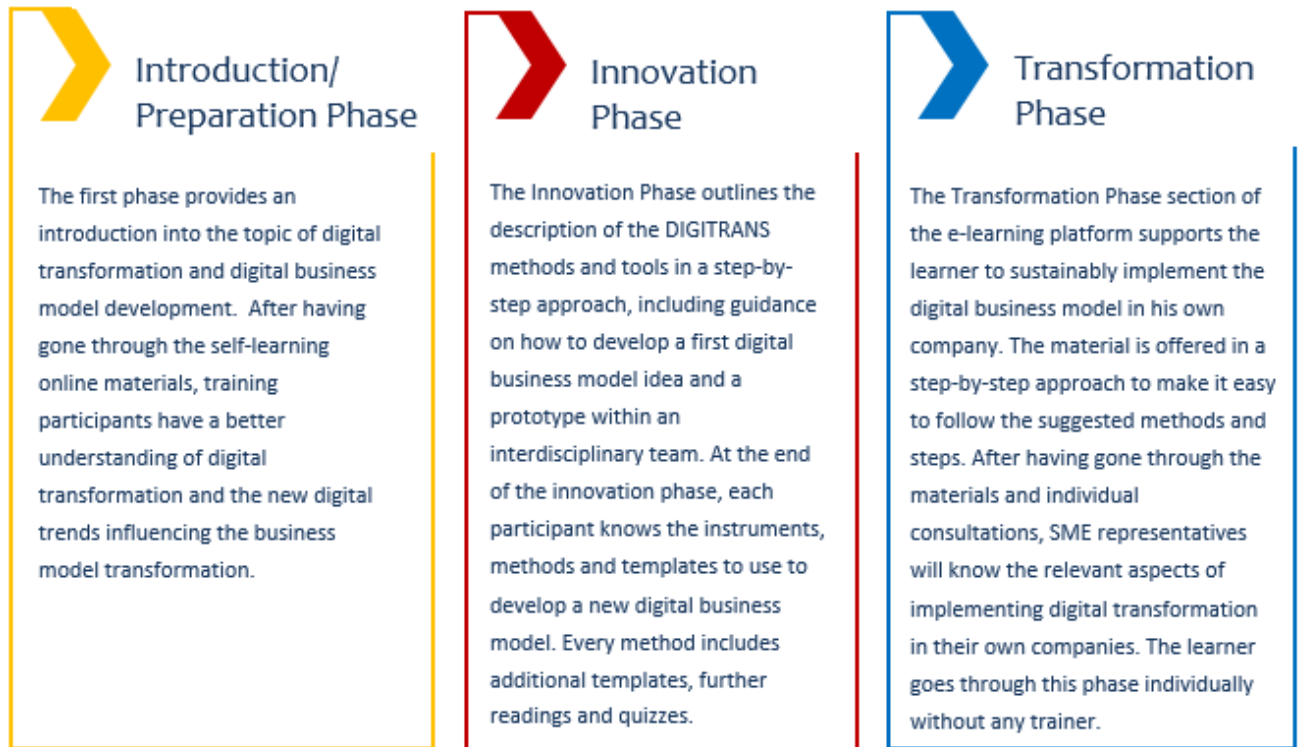 Introduction/
Preparation Phase
The first phase provides an
introduction into the topic of digital
transformation and digital business
model development.  After having
gone through the self-learning
online materials, training
participants have a better
understanding of digital
transformation and the new digital
trends influencing the business
model transformation.
Innovation
Phase
The Innovation Phase outlines the
description of the DIGITRANS
methods and tools in a step-by-
step approach, including guidance
on how to develop a first digital
business model idea and a
prototype within an
interdisciplinary team. At the end
of the innovation phase, each
participant knows the instruments,
methods and templates to use to
develop a new digital business
model. Every method includes
additional templates, further
readings and quizzes.
Transformation
Phase
The Transformation Phase section of
the e-learning platform supports the
learner to sustainably implement the
digital business model in his own
company. The material is offered in a
step-by-step approach to make it easy
to follow the suggested methods and
steps. After having gone through the
materials and individual
consultations, SME representatives
will know the relevant aspects of
implementing digital transformation
in their own companies. The learner
goes through this phase individually
without any trainer.